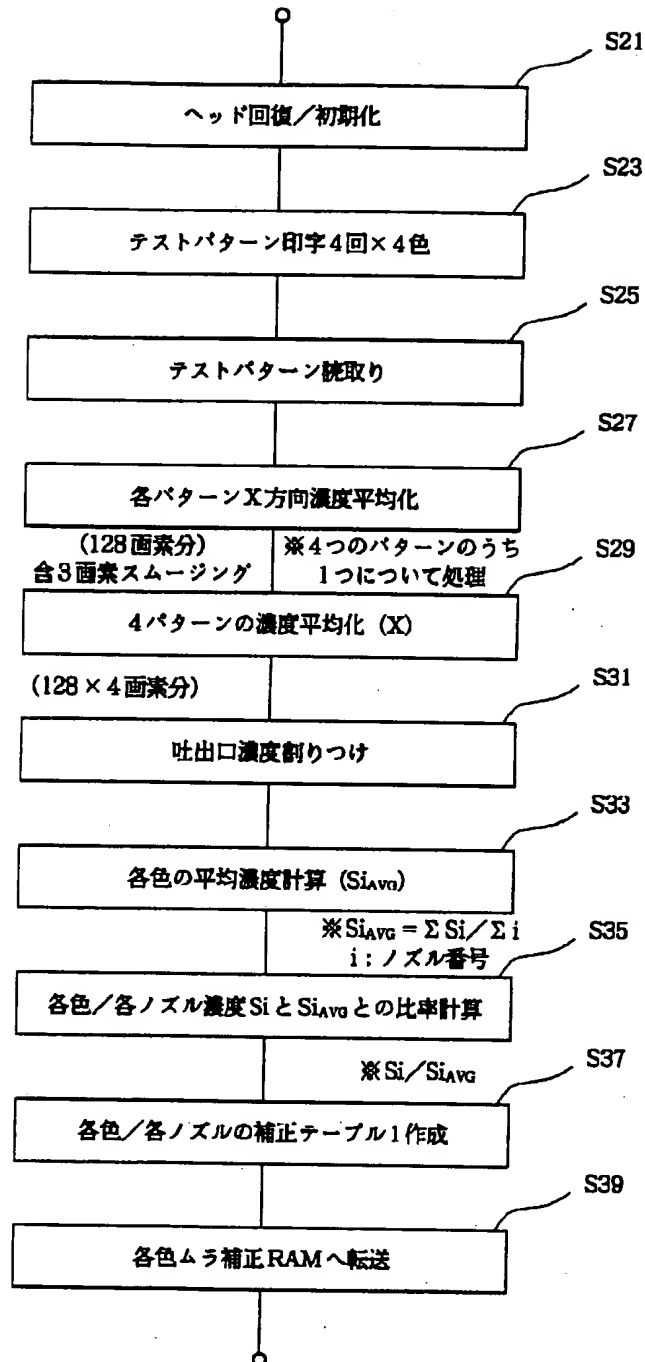 S21
ヘッド回復／初期化
S23
テストパターン印字4回×4色
S25
テストパターン読取り
S27
各パターンX方向濃度平均化
(128画素分)
含3画素スムージング
※4つのパターンのうち
1つについて処理
S29
4パターンの濃度平均化 (X)
(128×4画素分)
S31
吐出口濃度割りつけ
S33
各色の平均濃度計算 (SiAVG)
※SiAVG = Σ Si／Σ i
i : ノズル番号
S35
各色／各ノズル濃度SiとSiAVGとの比率計算
※Si／SiAVG
S37
各色／各ノズルの補正テーブル1作成
S39
各色ムラ補正RAMへ転送